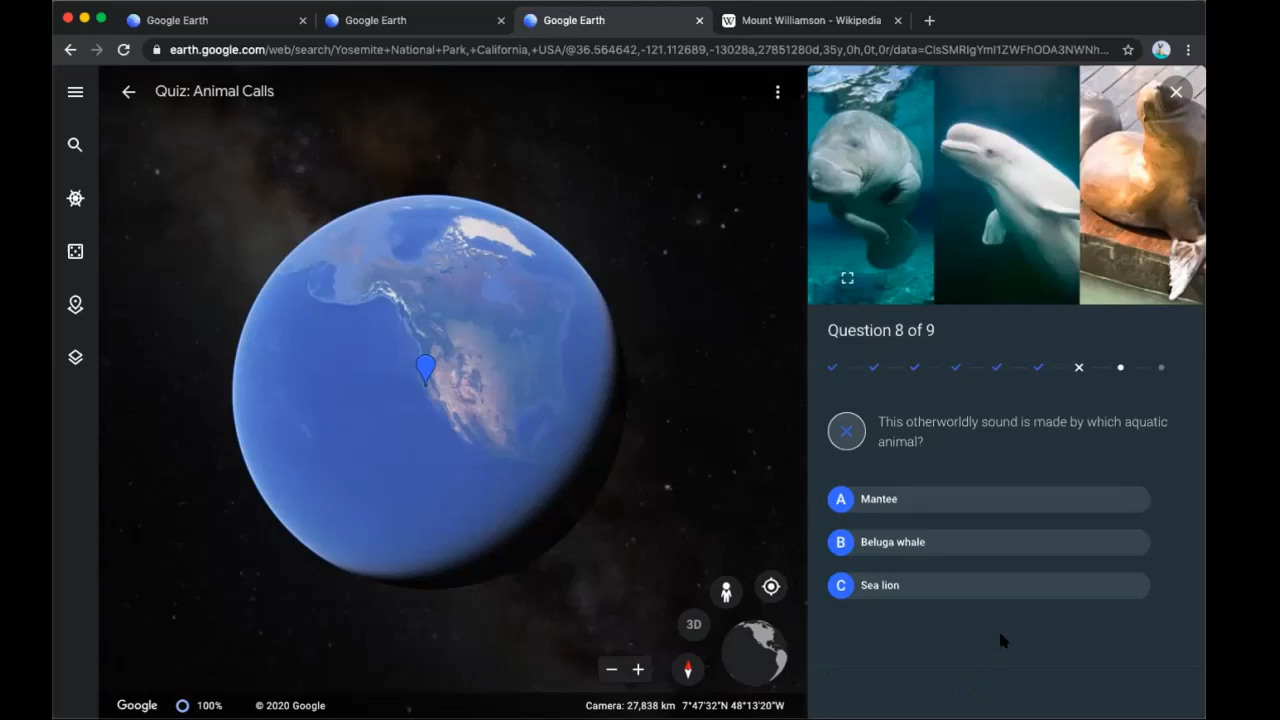 Google Earth
Google Earth
Google Earth
W Mount Williamson - Wikipedia
earth.google.com/web/search/Yosemite+National+Park,+California,+USA/@36.564642,-121.112689,-13028a,27851280d,35y,0h,0t,0r/data=CIsSMRIgYmI1ZWFhODA3NWNh...
Quiz: Animal Calls
Question 8 of 9
This otherworldly sound is made by which aquatic
animal?
A Mantee
B Beluga whale
C Sea lion
3D
Google 100% © 2020 Google Camera: 27,838 km 7°47'32"N 48°13'20"W